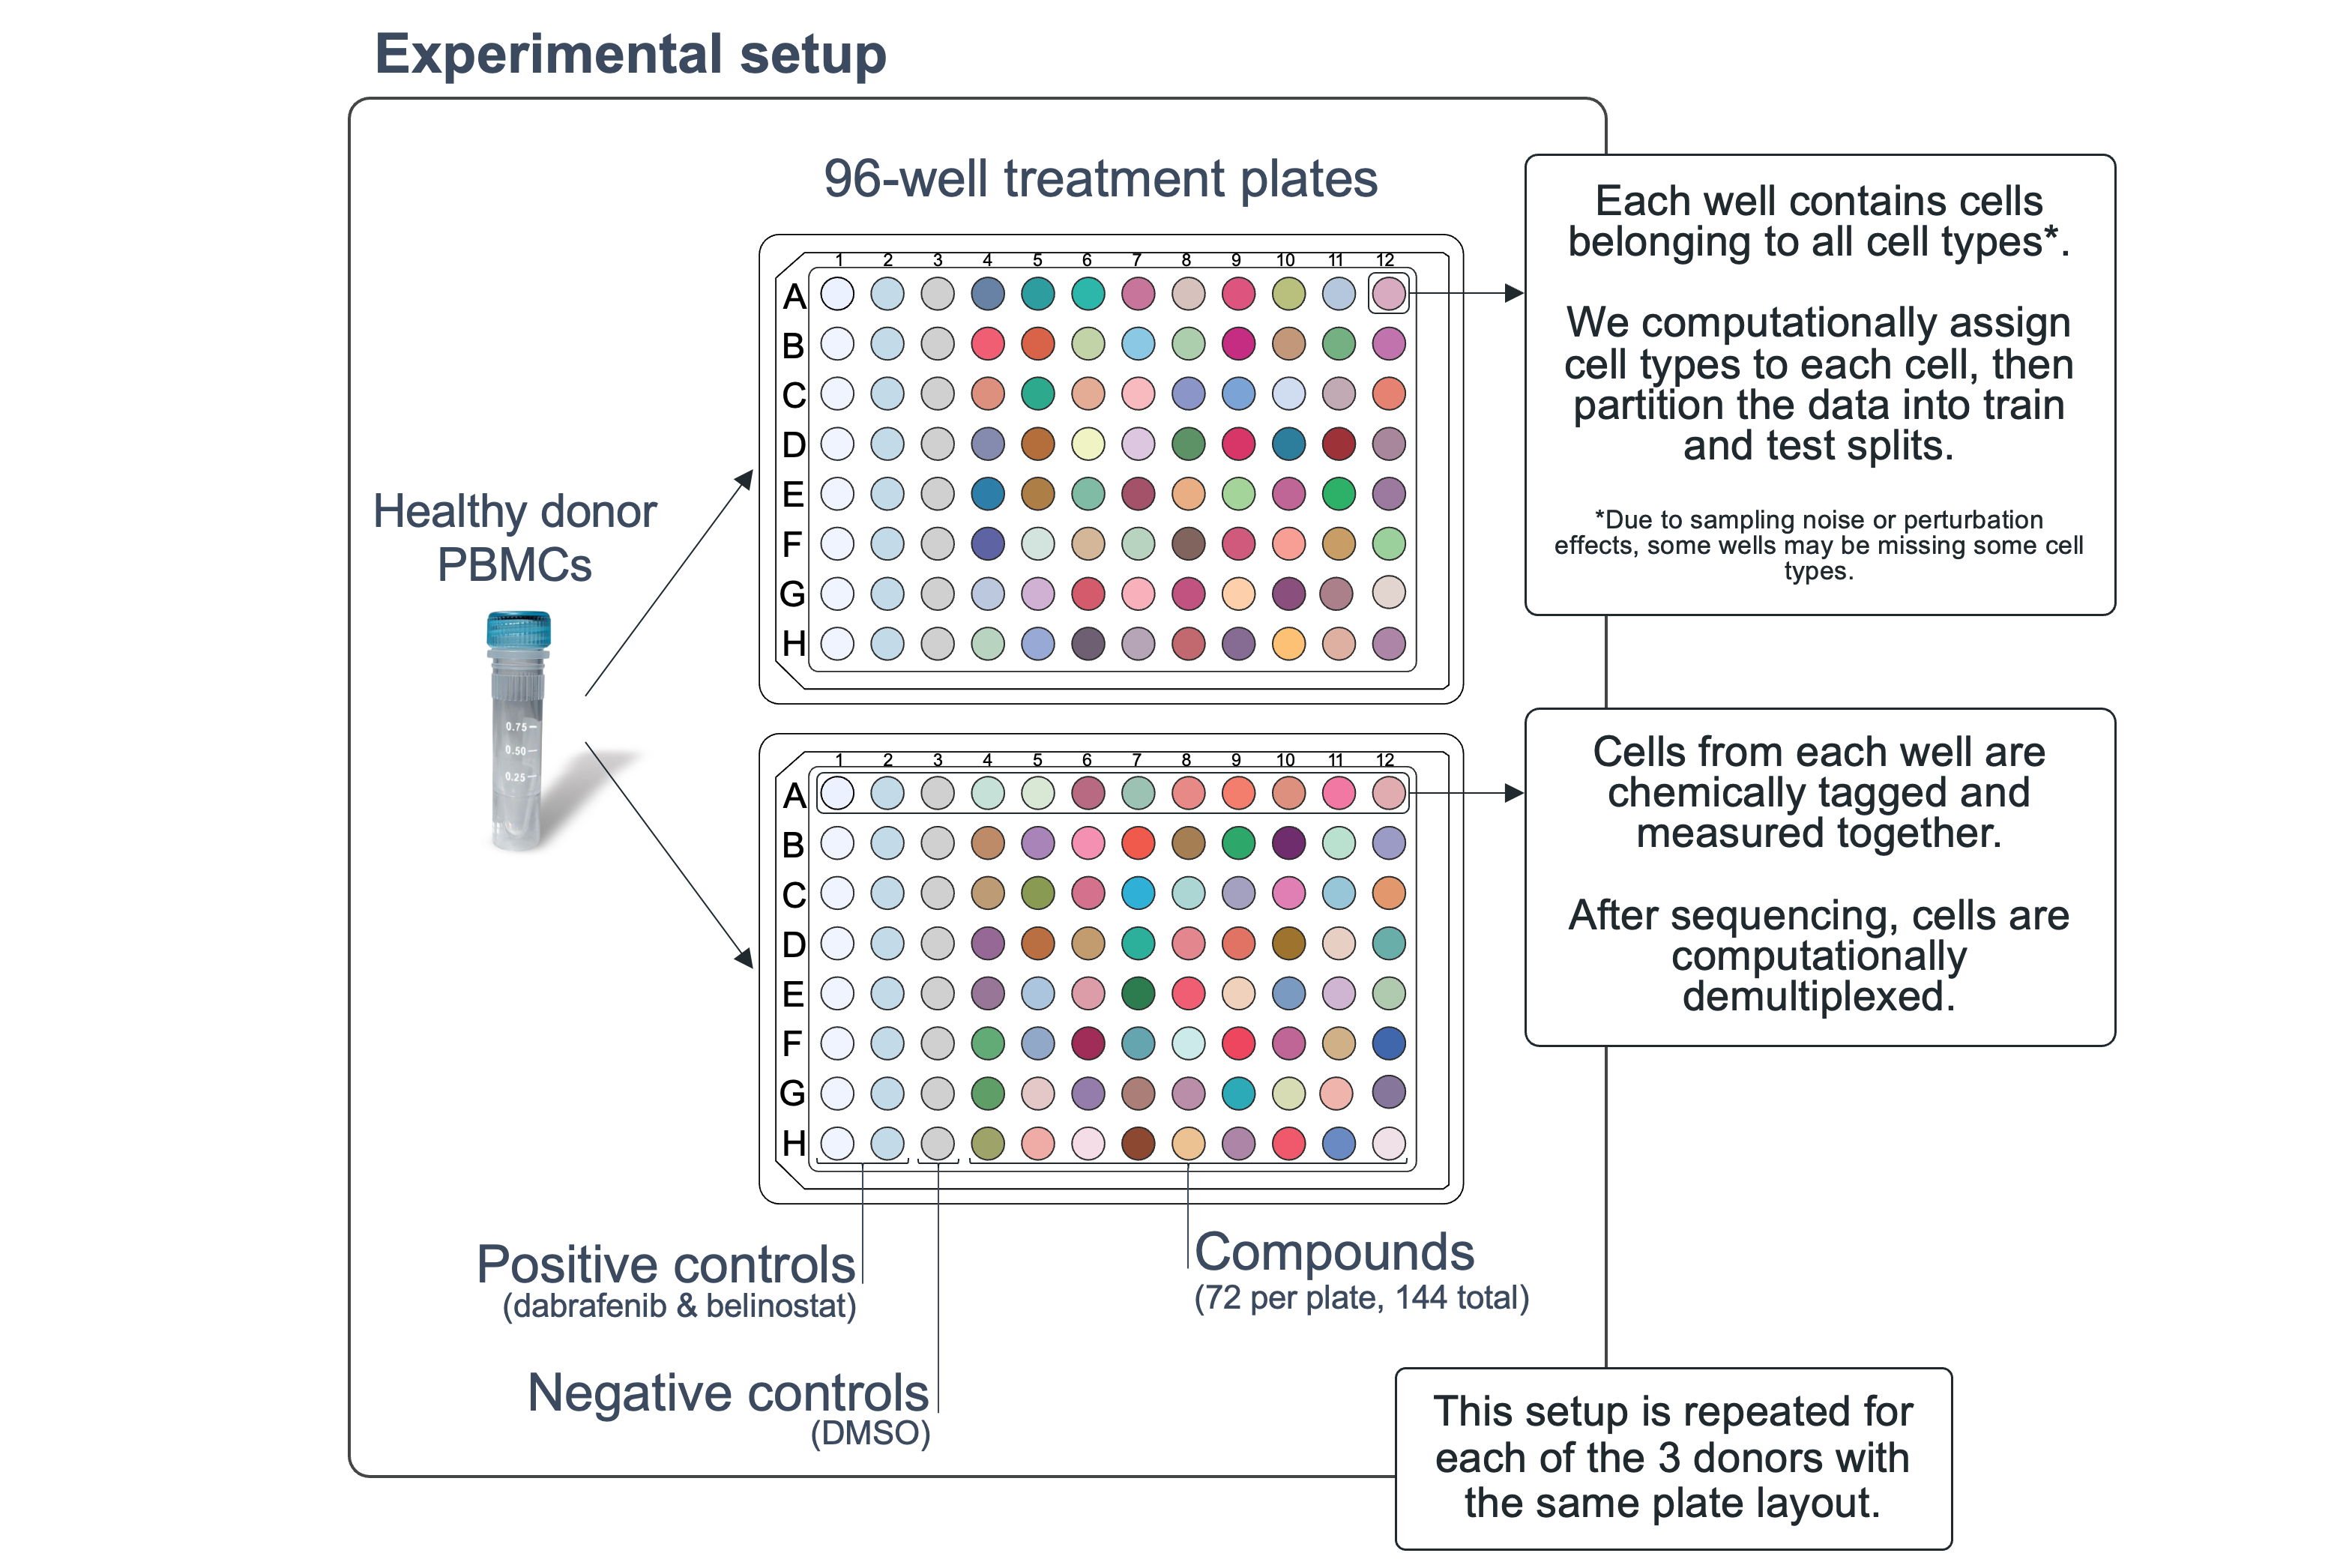 Experimental setup
96-well treatment plates
Healthy donor
PBMCs
0.75
0.50
0.25
1 2 3 4 5 6 7 8 9 10 11 12
A
B
C
D
E
F
G
H
Each well contains cells
belonging to all cell types*.
We computationally assign
cell types to each cell, then
partition the data into train
and test splits.
*Due to sampling noise or perturbation
effects, some wells may be missing some cell
types.
1 2 3 4 5 6 7 8 9 10 11 12
A
B
C
D
E
F
G
H
Cells from each well are
chemically tagged and
measured together.
After sequencing, cells are
computationally
demultiplexed.
Positive controls
(dabrafenib & belinostat)
Negative controls
(DMSO)
Compounds
(72 per plate, 144 total)
This setup is repeated for
each of the 3 donors with
the same plate layout.